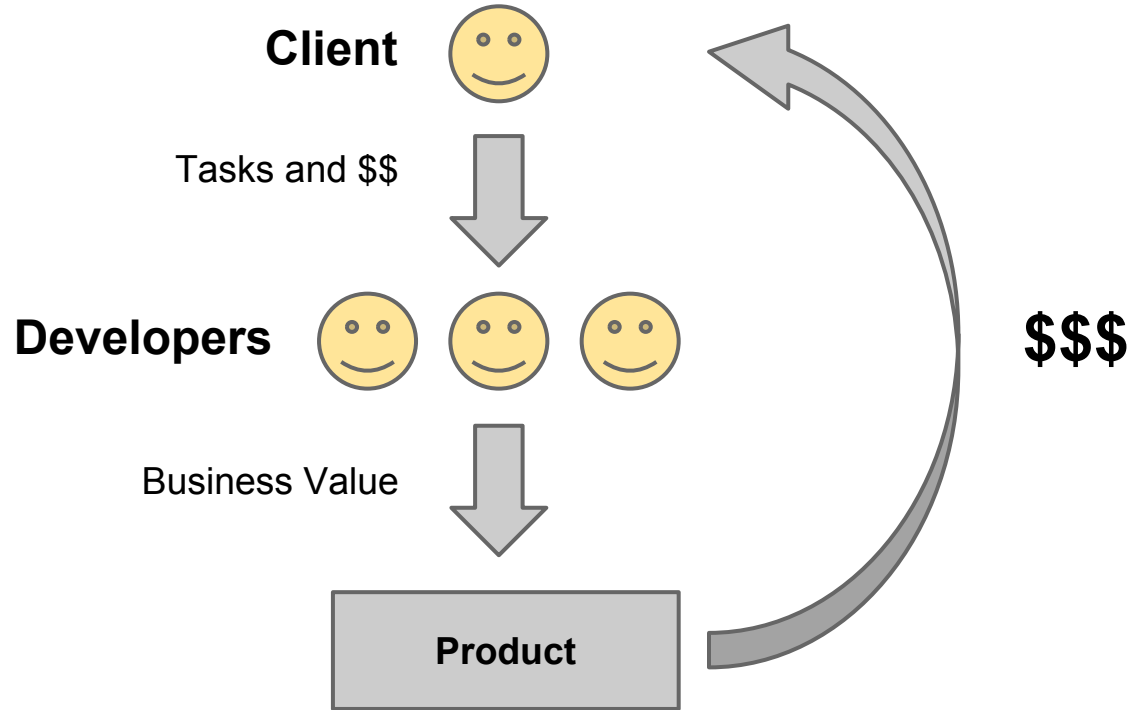 Client
Tasks and $$
Developers
$$$
Business Value
Product